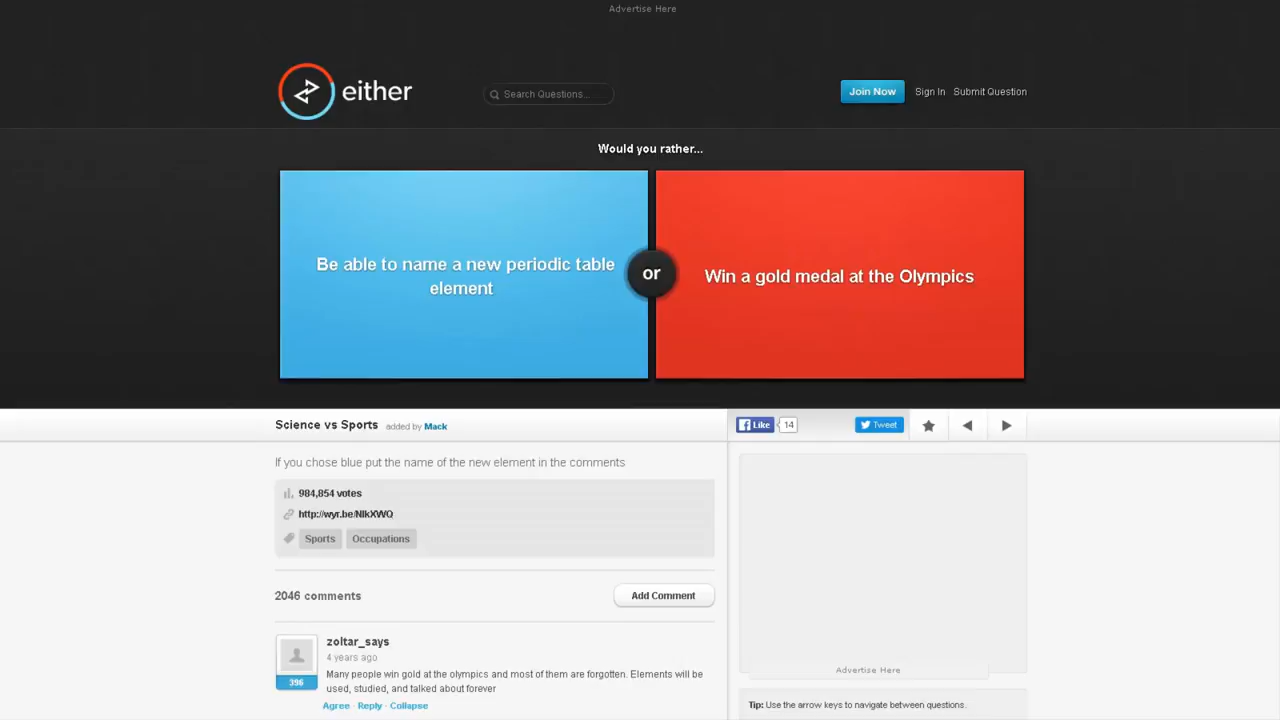 Advertise Here
either
Search Questions...
Join Now
Sign In
Submit Question
Would you rather...
Be able to name a new periodic table
element
or
Win a gold medal at the Olympics
Science vs Sports added by Mack
Like 14
Tweet
If you chose blue put the name of the new element in the comments
984,854 votes
http://wyr.be/NIkXWQ
Sports Occupations
2046 comments
Add Comment
zoltar_says
4 years ago
396
Many people win gold at the olympics and most of them are forgotten. Elements will be
used, studied, and talked about forever
Agree · Reply · Collapse
Advertise Here
Tip: Use the arrow keys to navigate between questions.